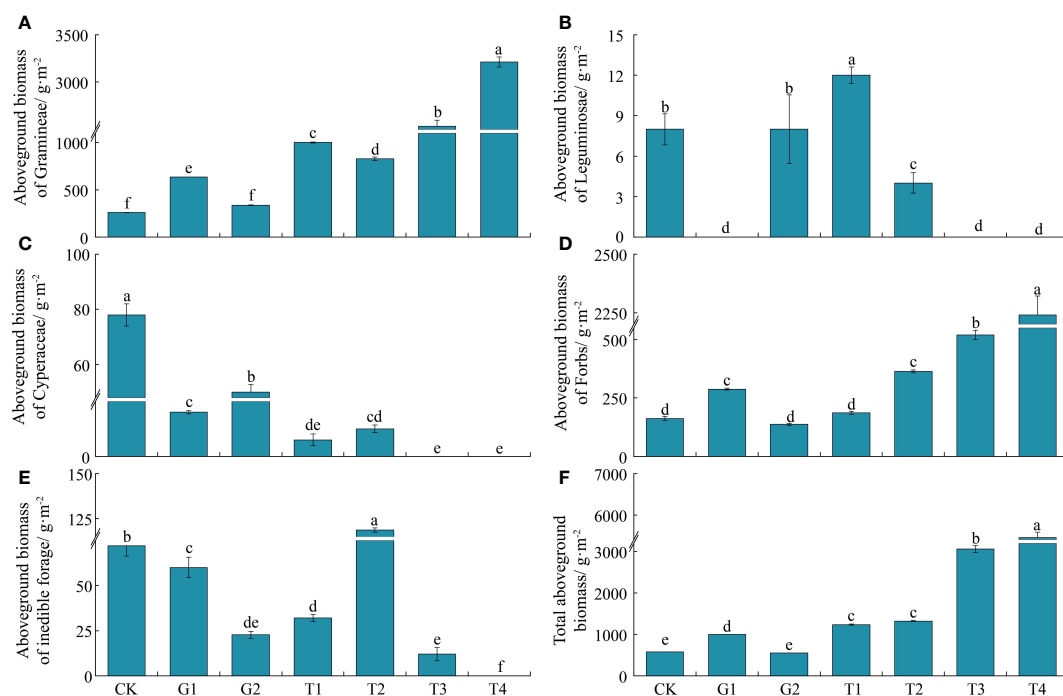 A
Aboveground biomass
of Gramineae/ g·m-2
3500
3000
1000
500
0
f
e
f
c
d
b
a
B
Aboveground biomass
of Leguminosae/ g·m-2
15
12
9
6
3
0
b
d
b
a
c
d
d
C
Aboveground biomass
of Cyperaceae/ g·m-2
100
80
60
a
c
b
de
cd
e
e
D
Aboveground biomass
of Forbs/ g·m-2
2500
2250
500
250
0
d
c
d
d
c
b
a
E
Aboveground biomass
of inedible forage/ g·m-2
150
125
50
25
0
b
c
de
d
a
e
f
CK G1 G2 T1 T2 T3 T4
F
Total aboveground
biomass/ g·m-2
7000
6000
3000
1000
0
e
d
e
c
c
b
a
CK G1 G2 T1 T2 T3 T4